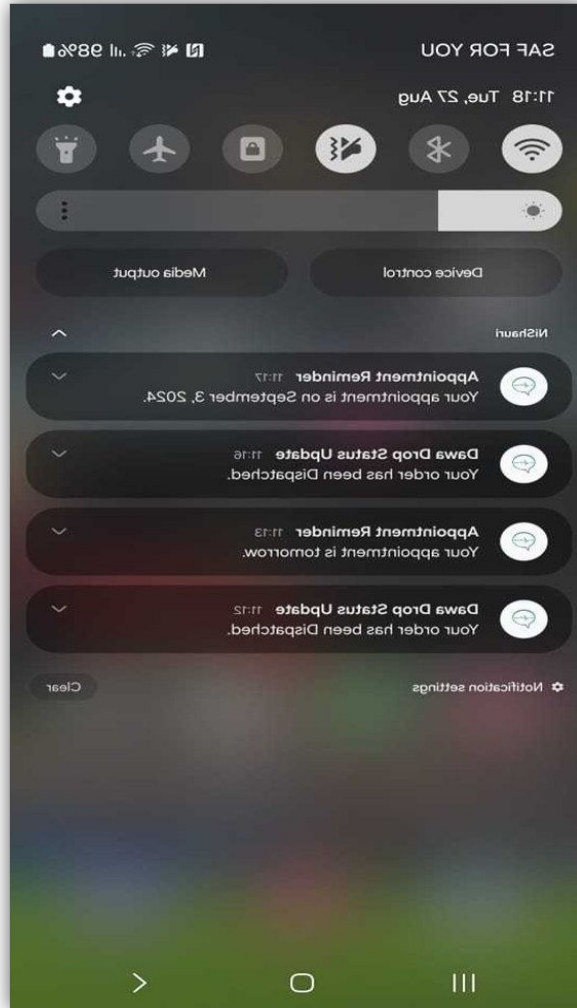 SAF FOR YOU 98%
11:18 Tue, 27 Aug
Device control Media output
NiShauri
Appointment Reminder 11:17
Your appointment is on September 3, 2024.
Dawa Drop Status Update 11:16
Your order has been Dispatched.
Appointment Reminder 11:13
Your appointment is tomorrow.
Dawa Drop Status Update 11:12
Your order has been Dispatched.
Notification settings Clear